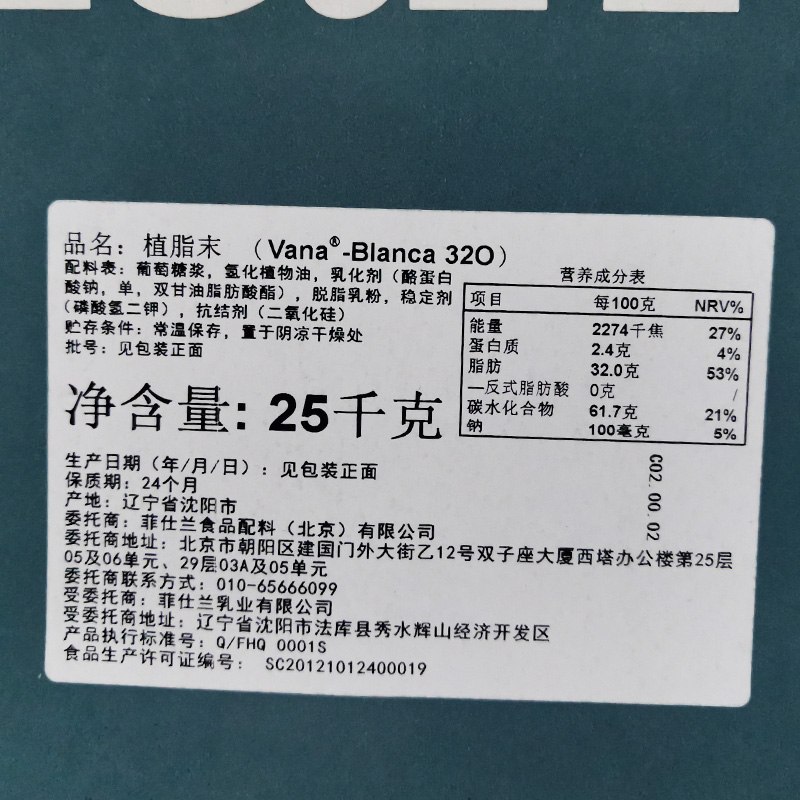 品名：植脂末 （Vana®-Blanca 32O）
配料表：葡萄糖浆，氢化植物油，乳化剂（酪蛋白
酸钠，单，双甘油脂肪酸酯），脱脂乳粉，稳定剂
（磷酸氢二钾），抗结剂（二氧化硅）
贮存条件：常温保存，置于阴凉干燥处
批号：见包装正面
净含量：25千克
营养成分表
项目 每100克 NRV%
能量 2274千焦 27%
蛋白质 2.4克 4%
脂肪 32.0克 53%
—反式脂肪酸 0克 /
碳水化合物 61.7克 21%
钠 100毫克 5%
C02.00.02
生产日期（年/月/日）：见包装正面
保质期：24个月
产地：辽宁省沈阳市
委托商：菲仕兰食品配料（北京）有限公司
委托商地址：北京市朝阳区建国门外大街乙12号双子座大厦西塔办公楼第25层
05及06单元、29层03A及05单元
委托商联系方式：010-65666099
受委托商：菲仕兰乳业有限公司
受委托商地址：辽宁省沈阳市法库县秀水辉山经济开发区
产品执行标准号：Q/FHQ 0001S
食品生产许可证编号： SC20121012400019